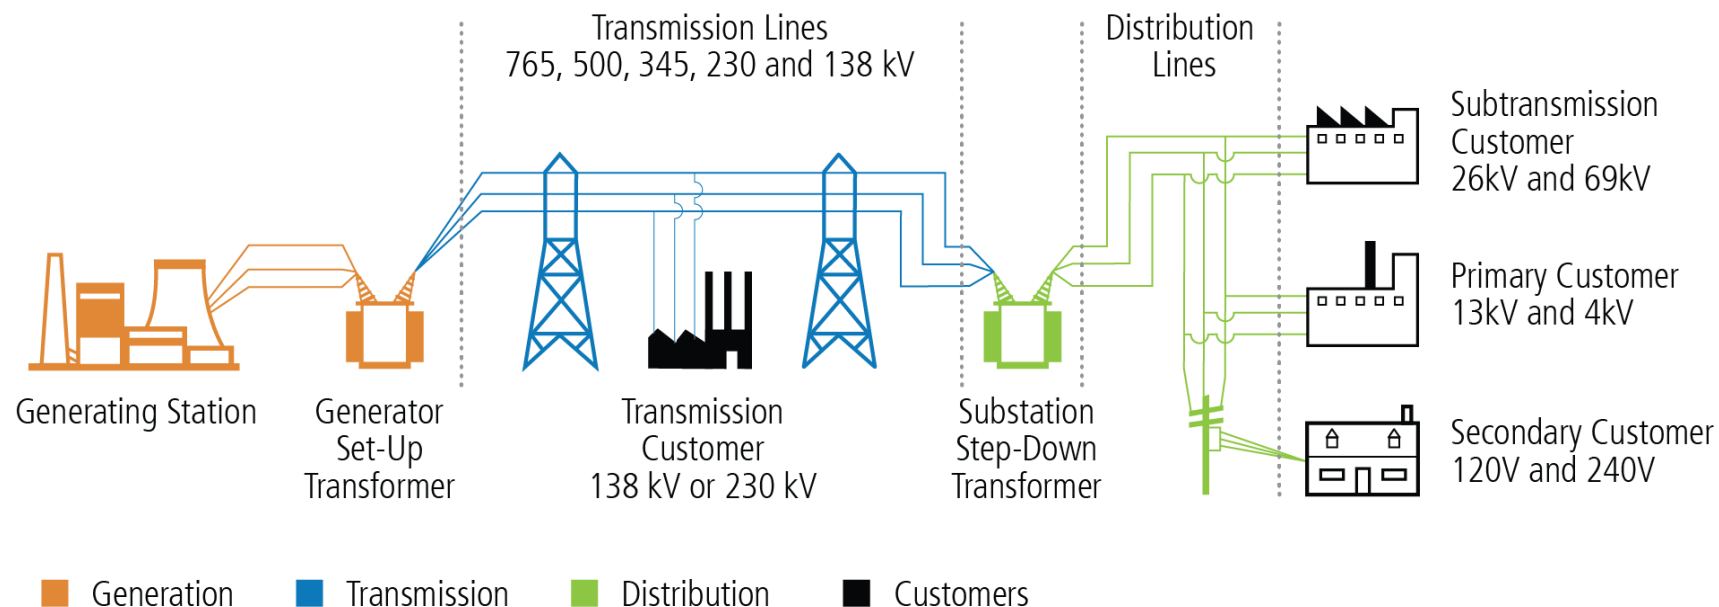 Transmission Lines
765, 500, 345, 230 and 138 kV
Distribution
Lines
Subtransmission
Customer
26kV and 69kV
Primary Customer
13kV and 4kV
Secondary Customer
120V and 240V
Generating Station
Generator
Set-Up
Transformer
Transmission
Customer
138 kV or 230 kV
Substation
Step-Down
Transformer
Generation
Transmission
Distribution
Customers